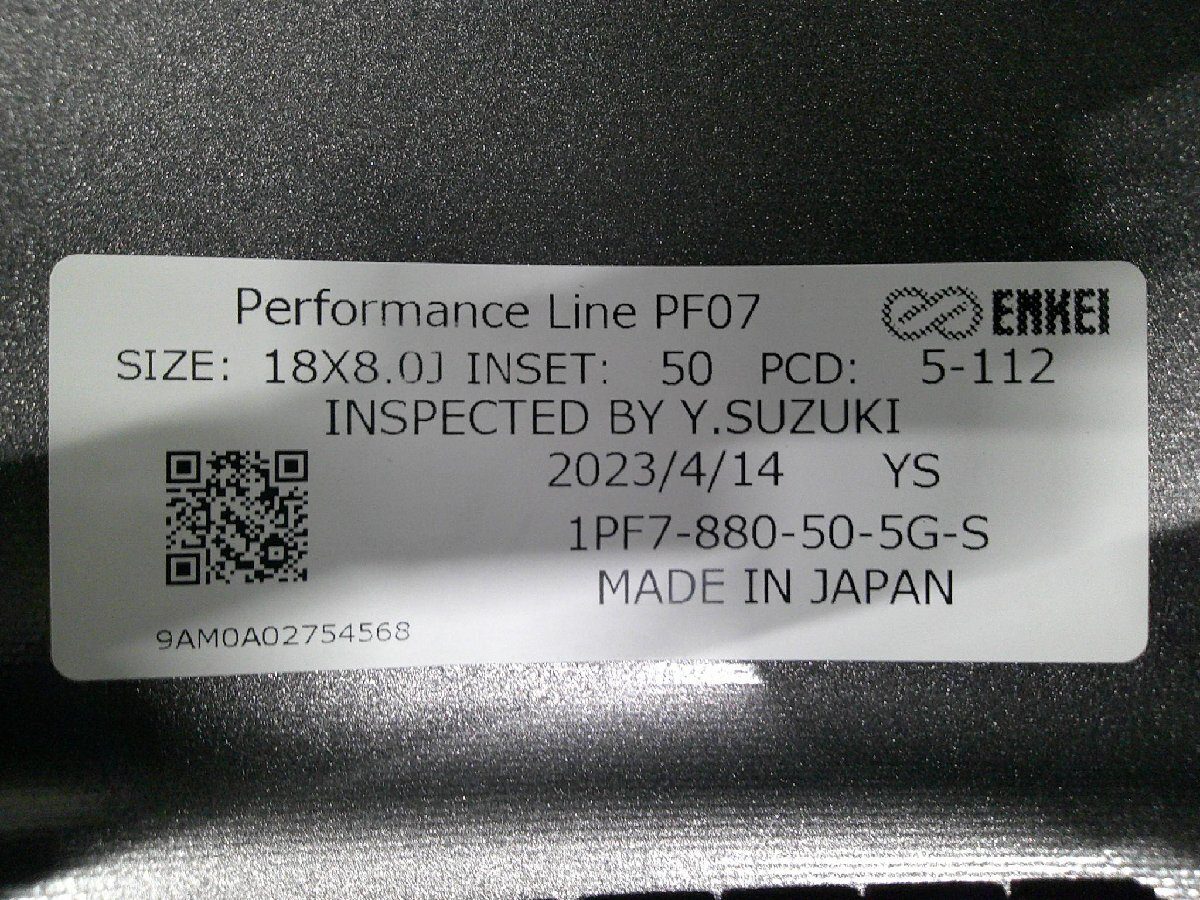 Performance Line PF07 ENKEI
SIZE: 18X8.0J INSET: 50 PCD: 5-112
INSPECTED BY Y.SUZUKI
2023/4/14 YS
1PF7-880-50-5G-S
MADE IN JAPAN
9AM0A02754568